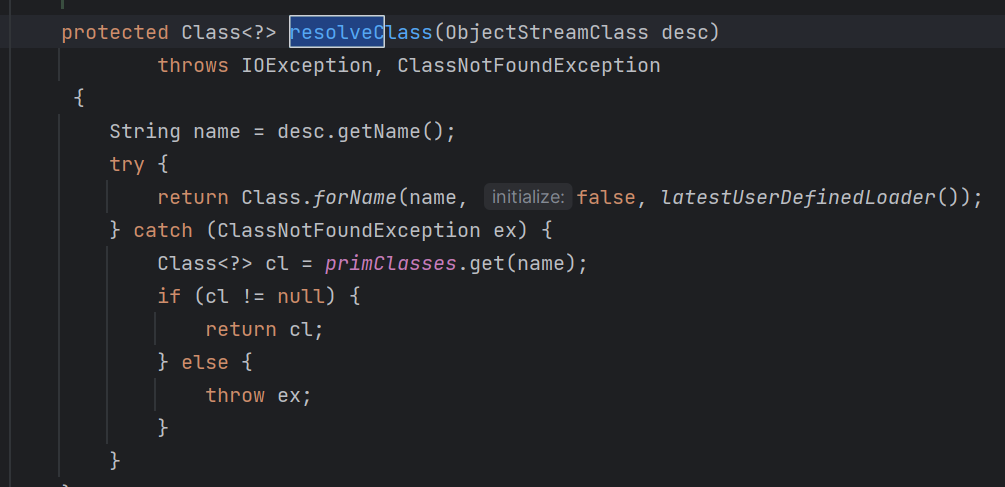 protected Class<?> resolveClass(ObjectStreamClass desc)
throws IOException, ClassNotFoundException
{
String name = desc.getName();
try {
return Class.forName(name, initialize: false, latestUserDefinedLoader());
} catch (ClassNotFoundException ex) {
Class<?> cl = primClasses.get(name);
if (cl != null) {
return cl;
} else {
throw ex;
}
}